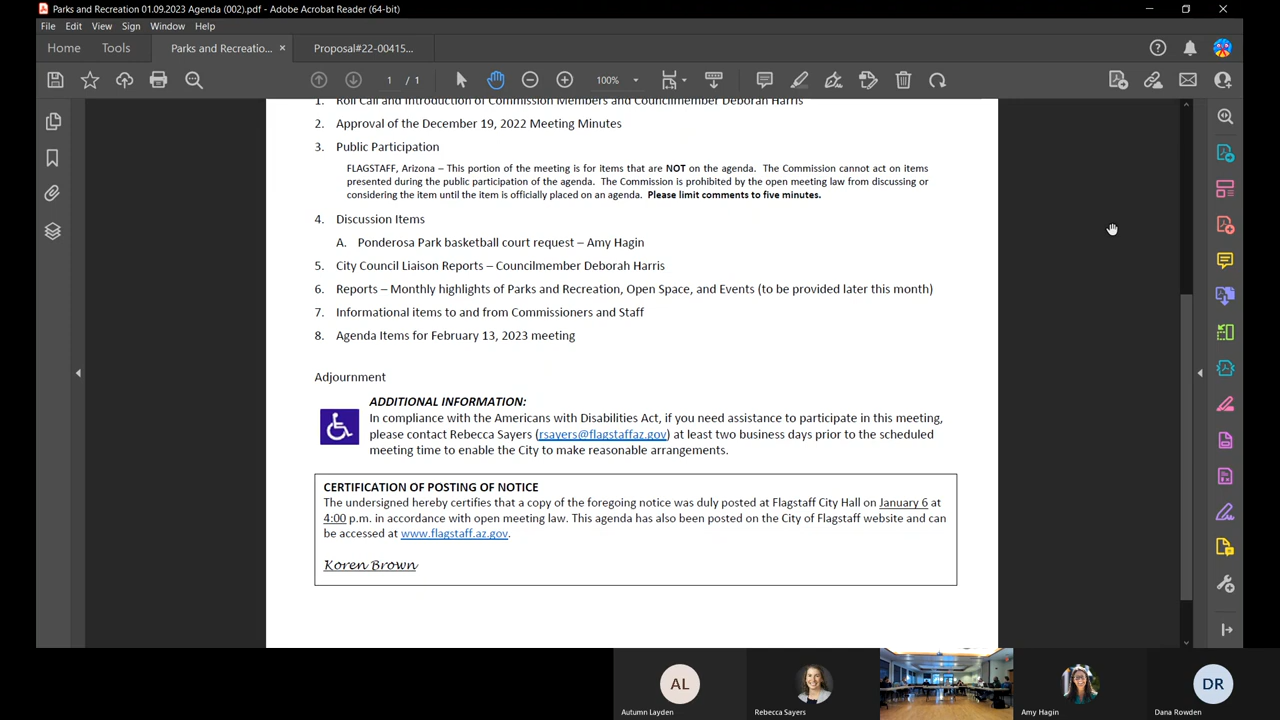 Parks and Recreation 01.09.2023 Agenda (002).pdf - Adobe Acrobat Reader (64-bit)
File Edit View Sign Window Help
Home Tools Parks and Recreatio... × Proposal#22-00415...
1 / 1 100%
1. Roll Call and Introduction of Commission Members and Councilmember Deborah Harris
2. Approval of the December 19, 2022 Meeting Minutes
3. Public Participation
FLAGSTAFF, Arizona – This portion of the meeting is for items that are NOT on the agenda. The Commission cannot act on items
presented during the public participation of the agenda. The Commission is prohibited by the open meeting law from discussing or
considering the item until the item is officially placed on an agenda. Please limit comments to five minutes.
4. Discussion Items
A. Ponderosa Park basketball court request – Amy Hagin
5. City Council Liaison Reports – Councilmember Deborah Harris
6. Reports – Monthly highlights of Parks and Recreation, Open Space, and Events (to be provided later this month)
7. Informational items to and from Commissioners and Staff
8. Agenda Items for February 13, 2023 meeting
Adjournment
ADDITIONAL INFORMATION:
In compliance with the Americans with Disabilities Act, if you need assistance to participate in this meeting,
please contact Rebecca Sayers (rsayers@flagstaffaz.gov) at least two business days prior to the scheduled
meeting time to enable the City to make reasonable arrangements.
CERTIFICATION OF POSTING OF NOTICE
The undersigned hereby certifies that a copy of the foregoing notice was duly posted at Flagstaff City Hall on January 6 at
4:00 p.m. in accordance with open meeting law. This agenda has also been posted on the City of Flagstaff website and can
be accessed at www.flagstaff.az.gov.
Koren Brown
AL DR
Autumn Layden Rebecca Sayers Amy Hagin Dana Rowden